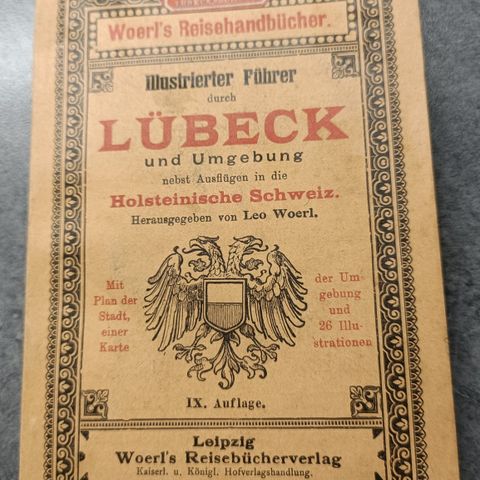 Woerl's Reisehandbücher.
Illustrierter Führer
durch
LÜBECK
und Umgebung
nebst Ausflügen in die
Holsteinische Schweiz.
Herausgegeben von Leo Woerl.
Mit
Plan der
Stadt,
einer
Karte
der Um-
gebung
und
26 Illu-
strationen
IX. Auflage.
Leipzig
Woerl's Reisebücherverlag
Kaiserl. u. Königl. Hofverlagshandlung.